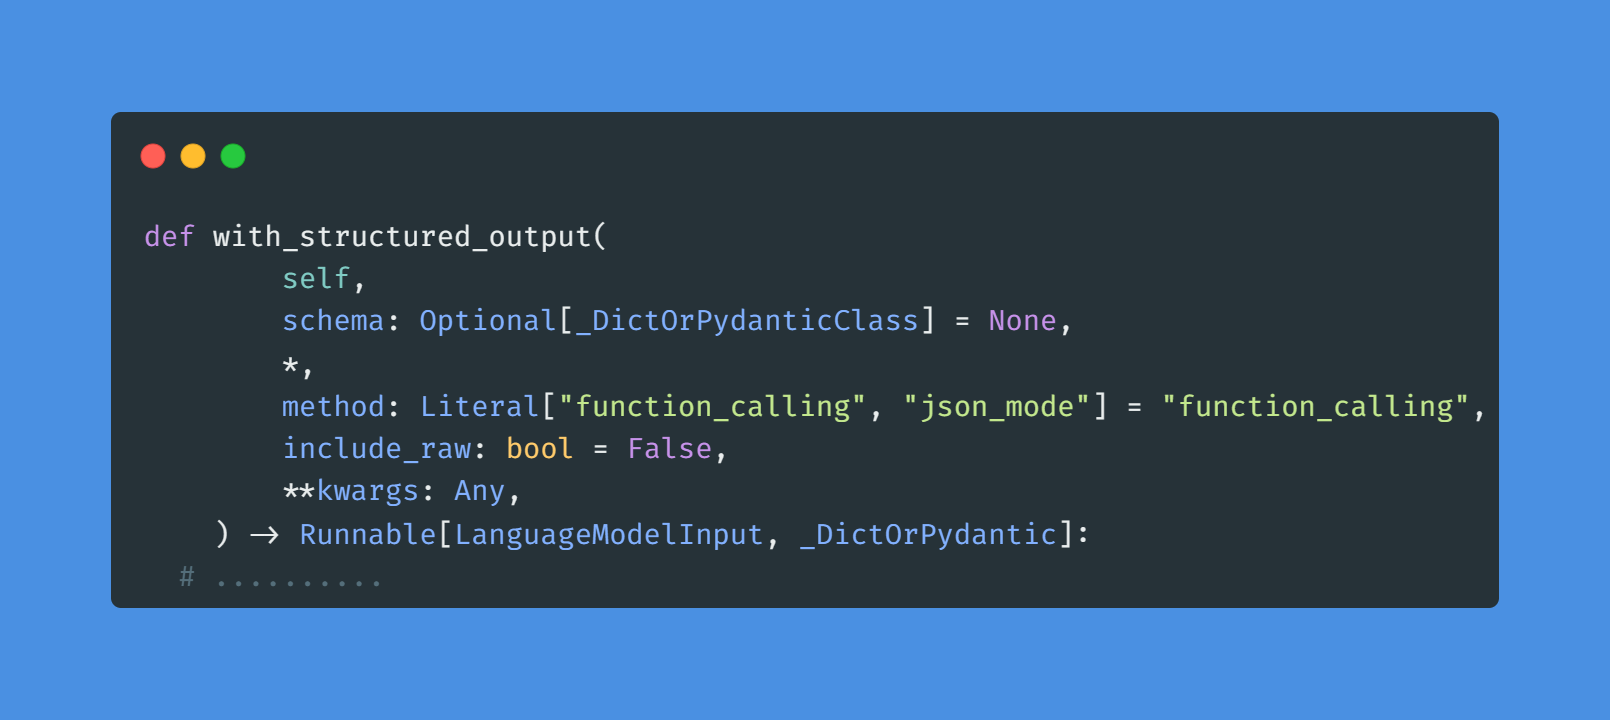 def with_structured_output(
        self,
        schema: Optional[_DictOrPydanticClass] = None,
        *,
        method: Literal["function_calling", "json_mode"] = "function_calling",
        include_raw: bool = False,
        **kwargs: Any,
    ) -> Runnable[LanguageModelInput, _DictOrPydantic]:
  # ..........